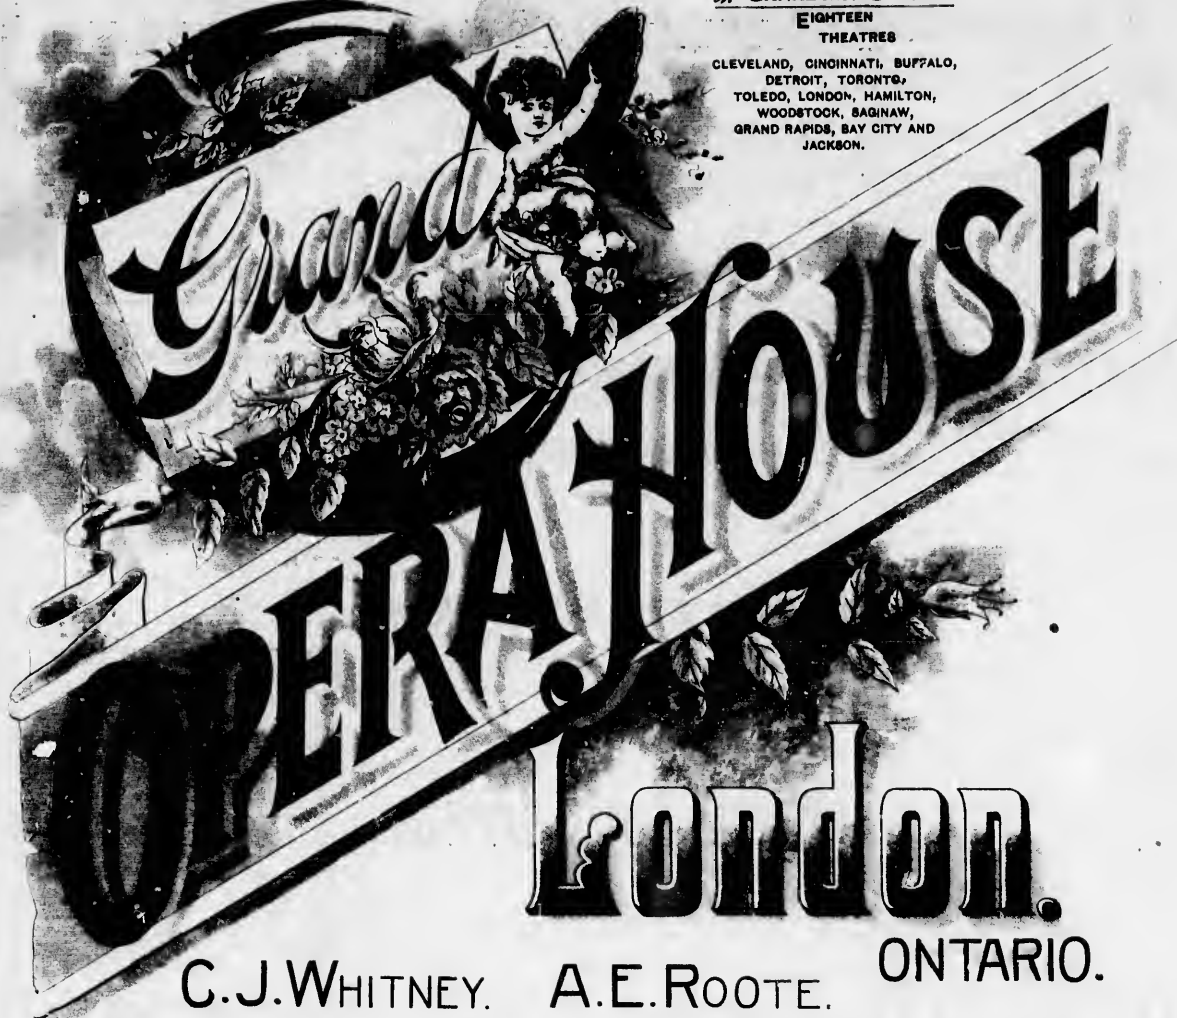 EIGHTEEN
THEATRES
CLEVELAND, CINCINNATI, BUFFALO,
DETROIT, TORONTO,
TOLEDO, LONDON, HAMILTON,
WOODSTOCK, SAGINAW,
GRAND RAPIDS, BAY CITY AND
JACKSON.
Grand
OPERA HOUSE
London.
ONTARIO.
C.J. WHITNEY. A.E. ROOTE.